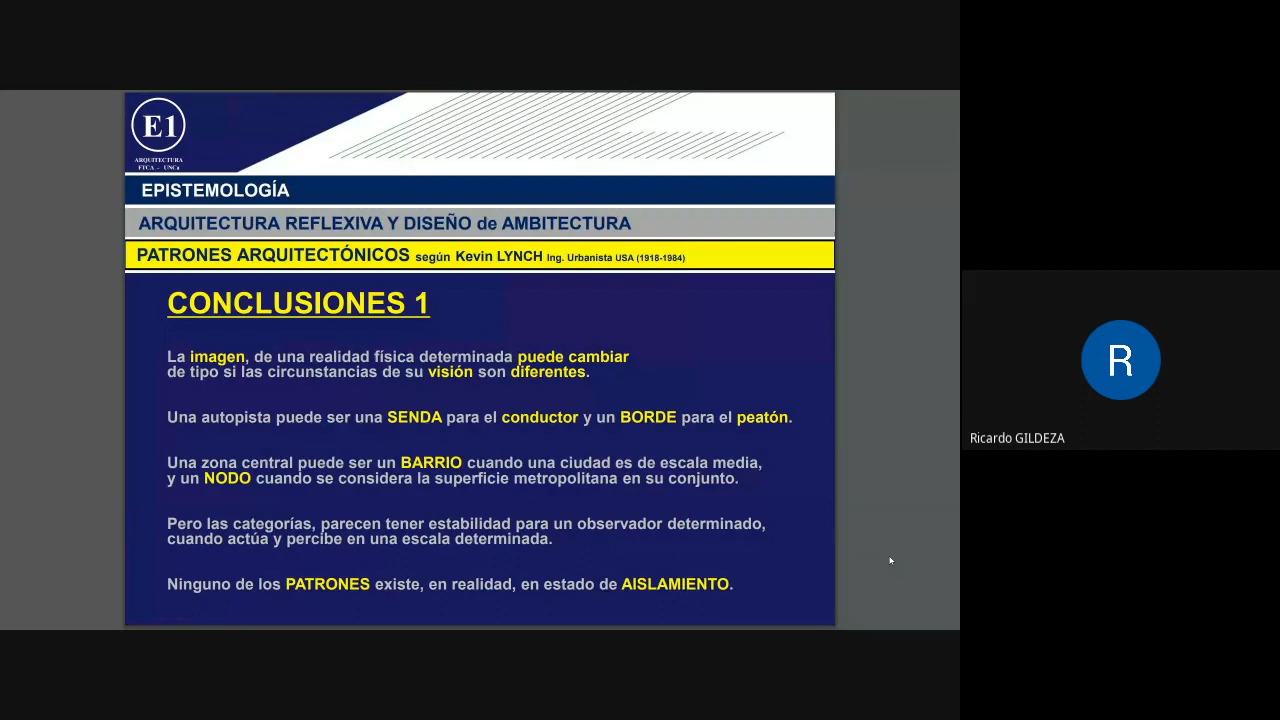 E1
ARQUITECTURA
FTCA - UNCa
EPISTEMOLOGÍA
ARQUITECTURA REFLEXIVA Y DISEÑO de AMBITECTURA
PATRONES ARQUITECTÓNICOS según Kevin LYNCH Ing. Urbanista USA (1918-1984)
CONCLUSIONES 1
La imagen, de una realidad física determinada puede cambiar
de tipo si las circunstancias de su visión son diferentes.
Una autopista puede ser una SENDA para el conductor y un BORDE para el peatón.
Una zona central puede ser un BARRIO cuando una ciudad es de escala media,
y un NODO cuando se considera la superficie metropolitana en su conjunto.
Pero las categorías, parecen tener estabilidad para un observador determinado,
cuando actúa y percibe en una escala determinada.
Ninguno de los PATRONES existe, en realidad, en estado de AISLAMIENTO.
R
Ricardo GILDEZA